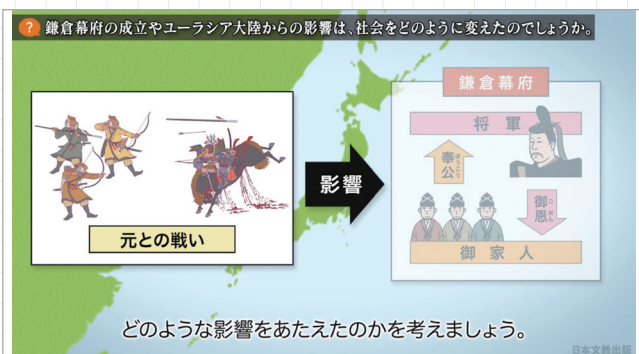 ? 鎌倉幕府の成立やユーラシア大陸からの影響は、社会をどのように変えたのでしょうか。
鎌倉幕府
将軍
奉公
ほうこう
影響
御恩
ごおん
元との戦い
御家人
どのような影響をあたえたのかを考えましょう。
日本文教出版